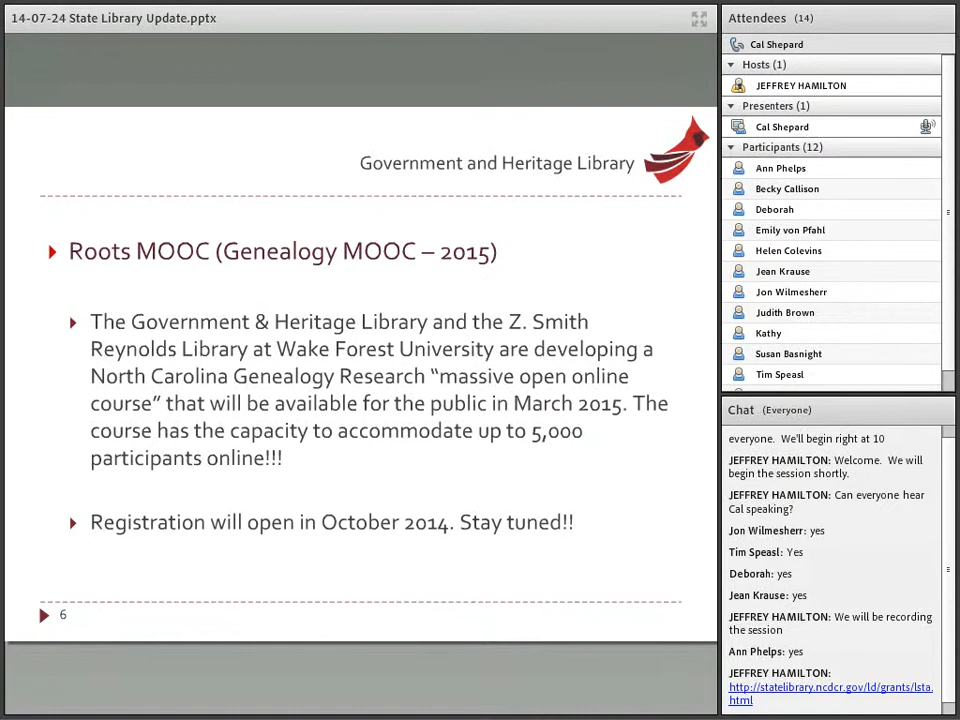 14-07-24 State Library Update.pptx
Government and Heritage Library
Roots MOOC (Genealogy MOOC – 2015)
The Government & Heritage Library and the Z. Smith
Reynolds Library at Wake Forest University are developing a
North Carolina Genealogy Research “massive open online
course” that will be available for the public in March 2015. The
course has the capacity to accommodate up to 5,000
participants online!!!
Registration will open in October 2014. Stay tuned!!
6
Attendees (14)
Cal Shepard
Hosts (1)
JEFFREY HAMILTON
Presenters (1)
Cal Shepard
Participants (12)
Ann Phelps
Becky Callison
Deborah
Emily von Pfahl
Helen Colevins
Jean Krause
Jon Wilmesherr
Judith Brown
Kathy
Susan Basnight
Tim Speasl
Chat (Everyone)
everyone. We'll begin right at 10
JEFFREY HAMILTON: Welcome. We will
begin the session shortly.
JEFFREY HAMILTON: Can everyone hear
Cal speaking?
Jon Wilmesherr: yes
Tim Speasl: Yes
Deborah: yes
Jean Krause: yes
JEFFREY HAMILTON: We will be recording
the session
Ann Phelps: yes
JEFFREY HAMILTON:
http://statelibrary.ncdcr.gov/ld/grants/lsta.
html